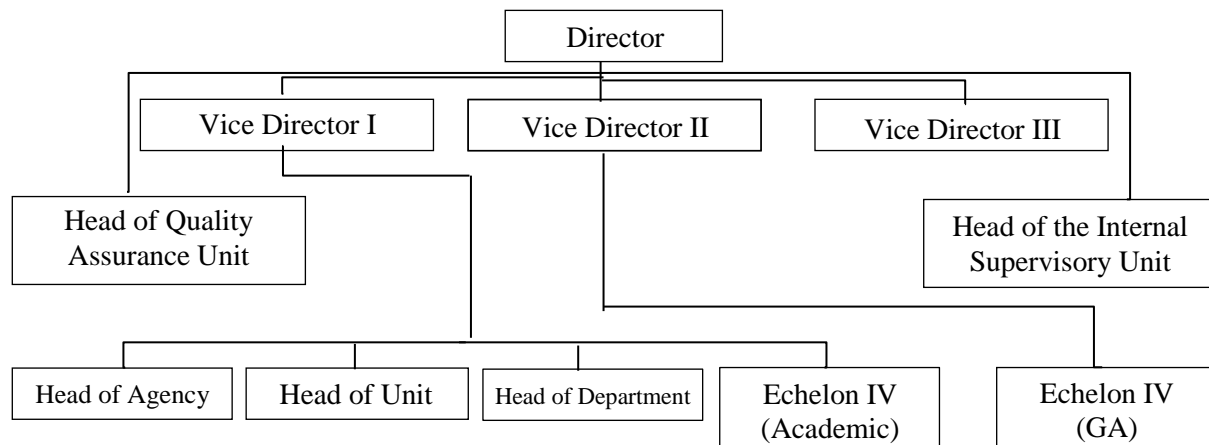 Director
Vice Director I
Vice Director II
Vice Director III
Head of Quality
Assurance Unit
Head of the Internal
Supervisory Unit
Head of Agency
Head of Unit
Head of Department
Echelon IV
(Academic)
Echelon IV
(GA)